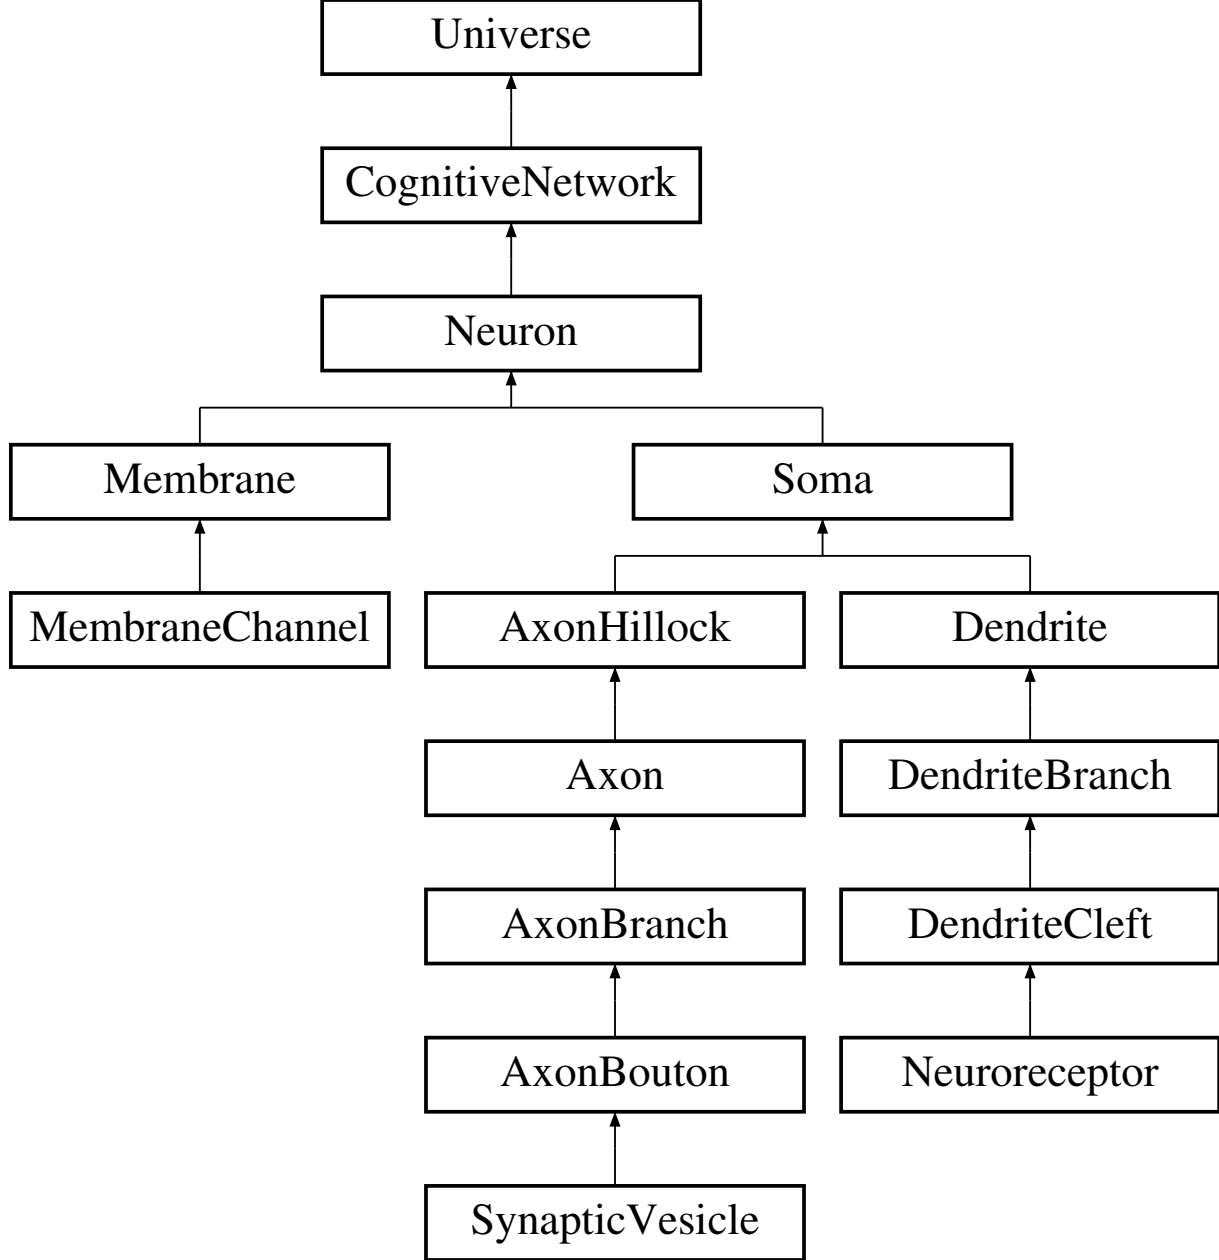 Universe
CognitiveNetwork
Neuron
Membrane
Soma
MembraneChannel
AxonHillock
Dendrite
Axon
DendriteBranch
AxonBranch
DendriteCleft
AxonBouton
Neuroreceptor
SynapticVesicle